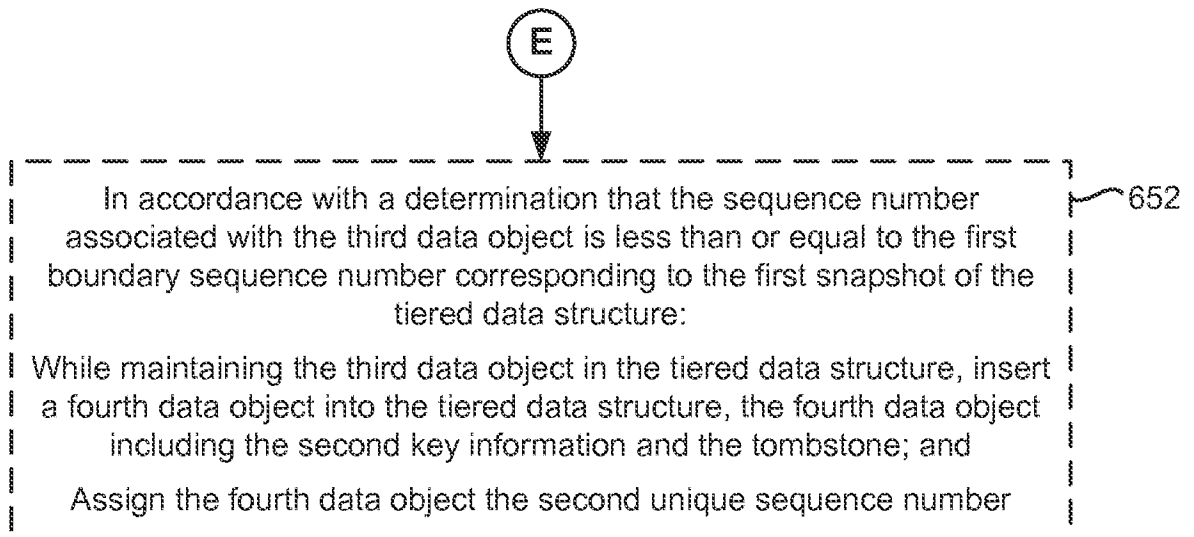 E
In accordance with a determination that the sequence number
associated with the third data object is less than or equal to the first
boundary sequence number corresponding to the first snapshot of the
tiered data structure:
652
While maintaining the third data object in the tiered data structure, insert
a fourth data object into the tiered data structure, the fourth data object
including the second key information and the tombstone; and
Assign the fourth data object the second unique sequence number